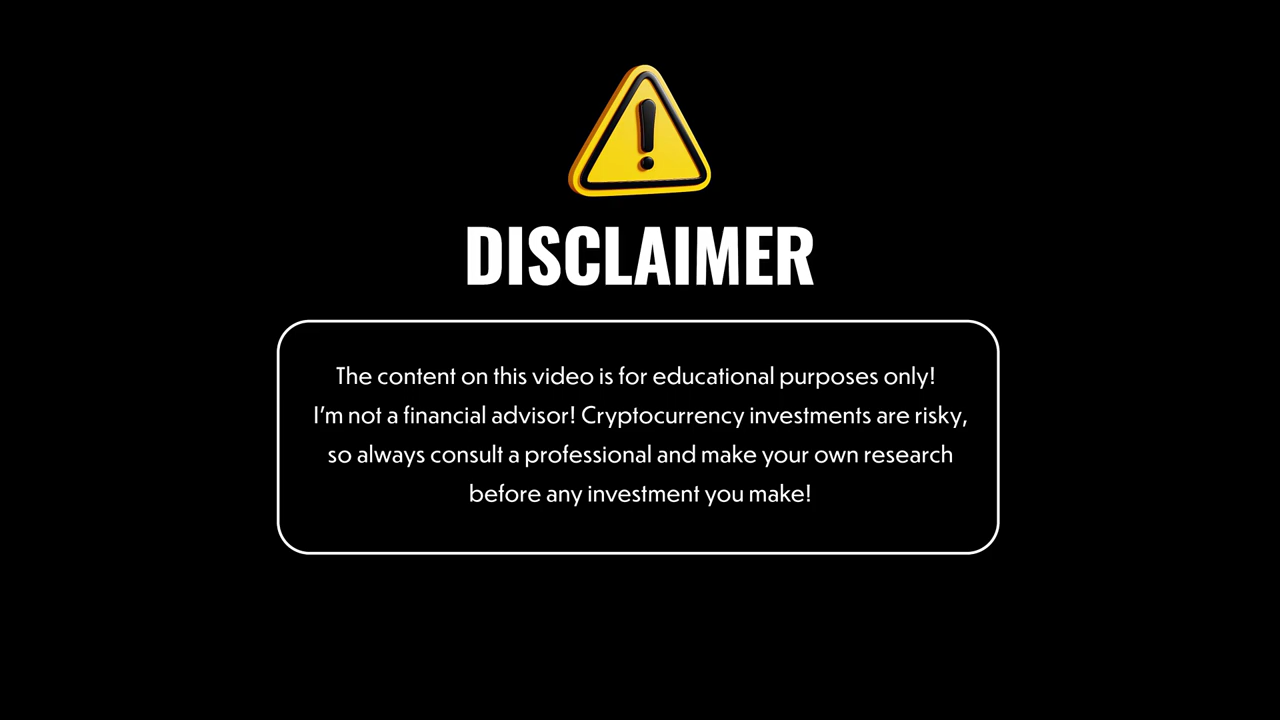 DISCLAIMER
The content on this video is for educational purposes only!
I'm not a financial advisor! Cryptocurrency investments are risky,
so always consult a professional and make your own research
before any investment you make!